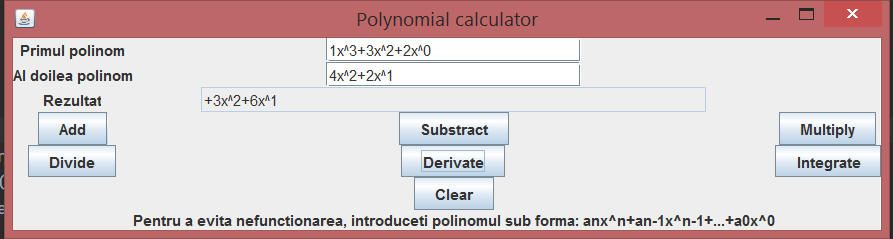 Polynomial calculator
Primul polinom 1x^3+3x^2+2x^0
Al doilea polinom 4x^2+2x^1
Rezultat +3x^2+6x^1
Add Substract Multiply
Divide Derivate Integrate
Clear
Pentru a evita nefunctionarea, introduceti polinomul sub forma: anx^n+an-1x^n-1+...+a0x^0